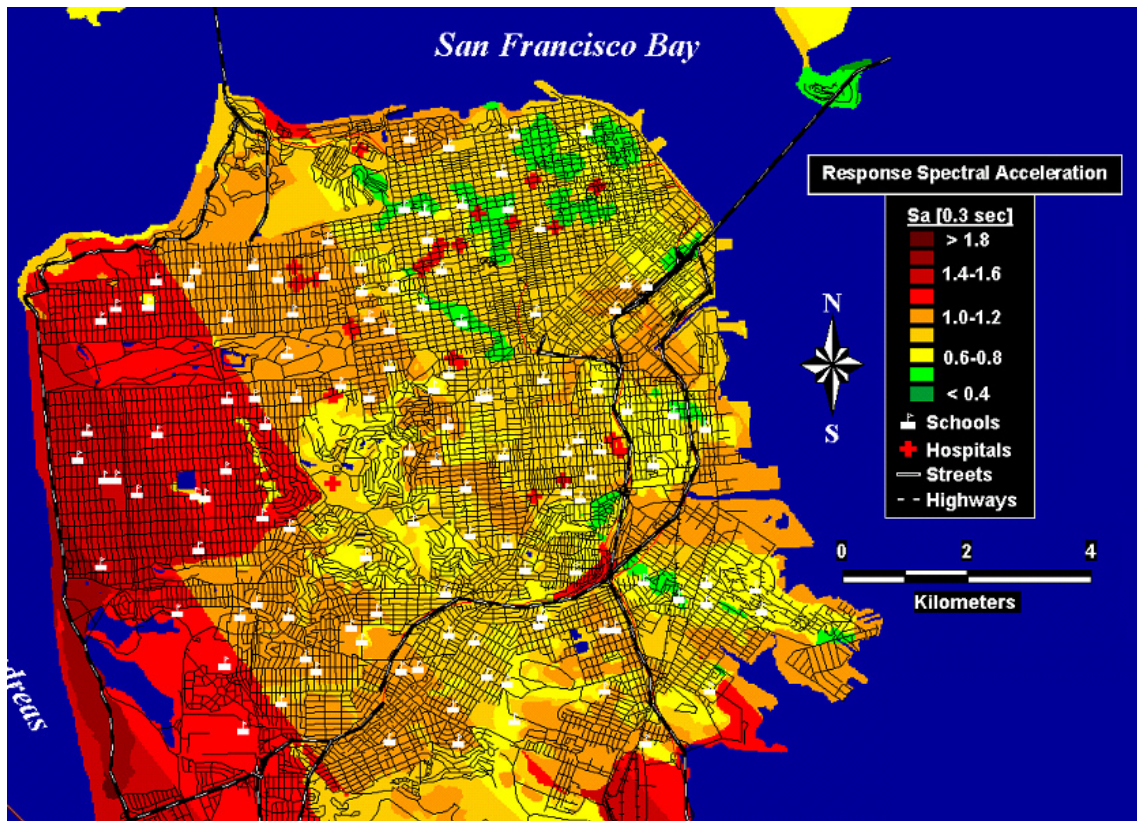 San Francisco Bay
Response Spectral Acceleration
Sa [0.3 sec]
> 1.8
1.4-1.6
1.0-1.2
0.6-0.8
< 0.4
Schools
Hospitals
Streets
Highways
N
S
0 2 4
Kilometers
dreas